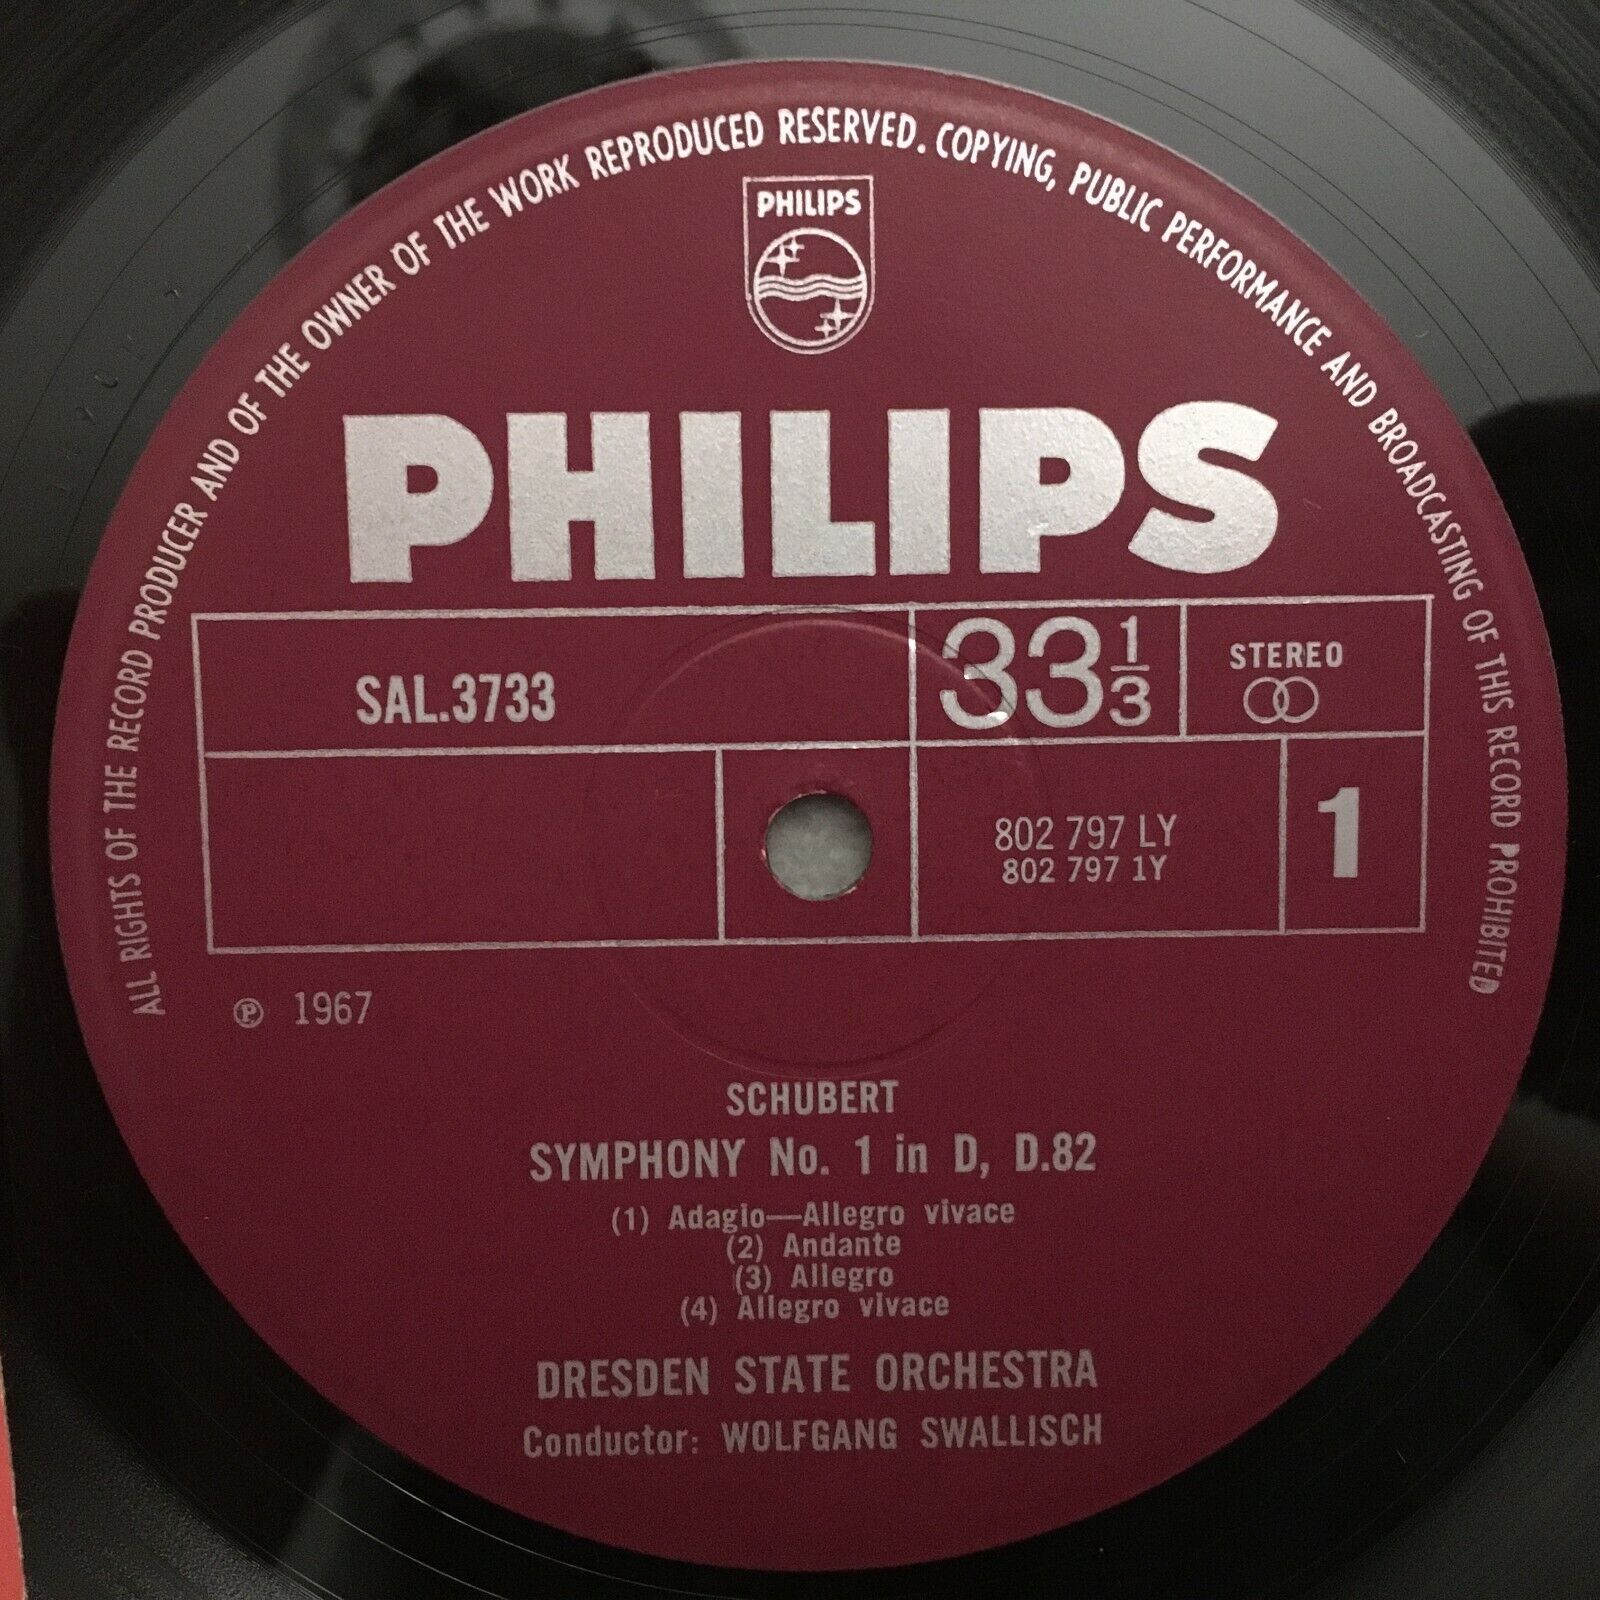 ALL RIGHTS OF THE RECORD PRODUCER AND OF THE OWNER OF THE WORK REPRODUCED RESERVED. COPYING, PUBLIC PERFORMANCE AND BROADCASTING OF THIS RECORD PROHIBITED
PHILIPS
PHILIPS
SAL.3733
33 1/3
STEREO
802 797 LY
802 797 1Y
1
℗ 1967
SCHUBERT
SYMPHONY No. 1 in D, D.82
(1) Adagio—Allegro vivace
(2) Andante
(3) Allegro
(4) Allegro vivace
DRESDEN STATE ORCHESTRA
Conductor: WOLFGANG SWALLISCH